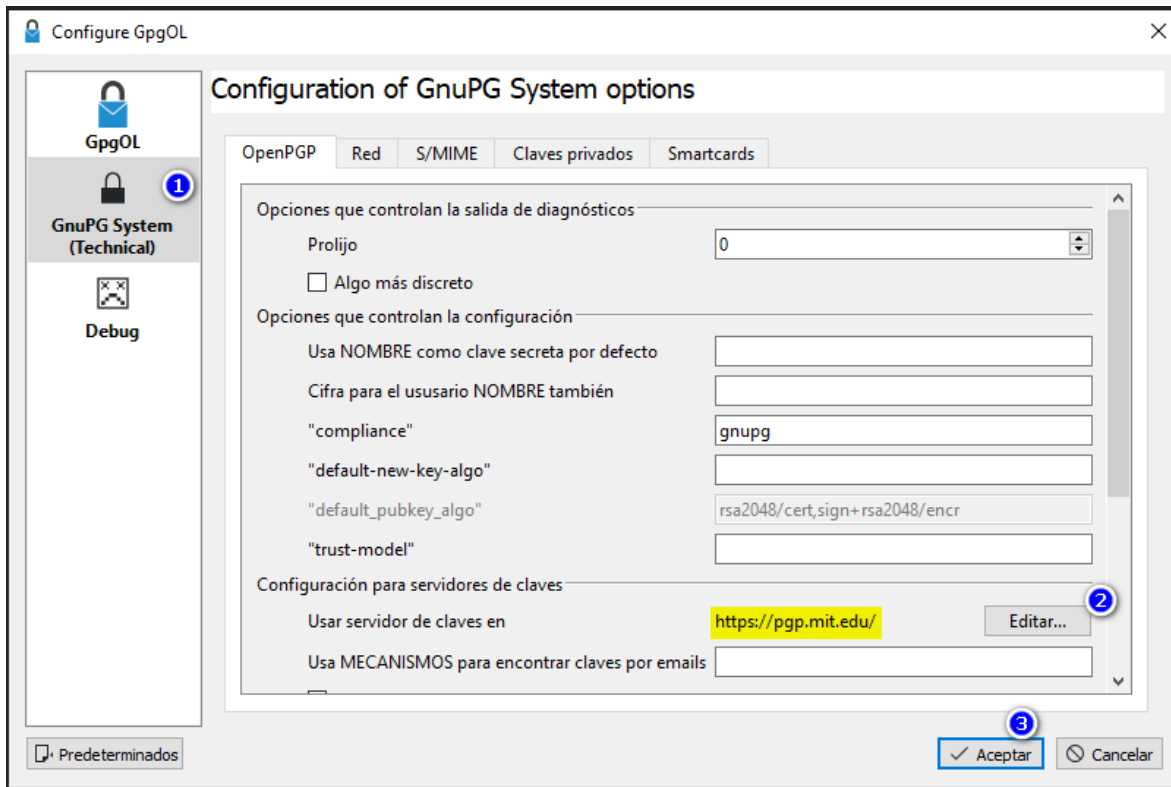 Configure GpgOL
GpgOL
1
GnuPG System
(Technical)
Debug
Configuration of GnuPG System options
OpenPGP
Red
S/MIME
Claves privados
Smartcards
Opciones que controlan la salida de diagnósticos
Prolijo
0
Algo más discreto
Opciones que controlan la configuración
Usa NOMBRE como clave secreta por defecto
Cifra para el ususario NOMBRE también
"compliance"
gnupg
"default-new-key-algo"
"default_pubkey_algo"
rsa2048/cert,sign+rsa2048/encr
"trust-model"
Configuración para servidores de claves
2
Usar servidor de claves en
https://pgp.mit.edu/
Editar...
Usa MECANISMOS para encontrar claves por emails
3
Predeterminados
Aceptar
Cancelar